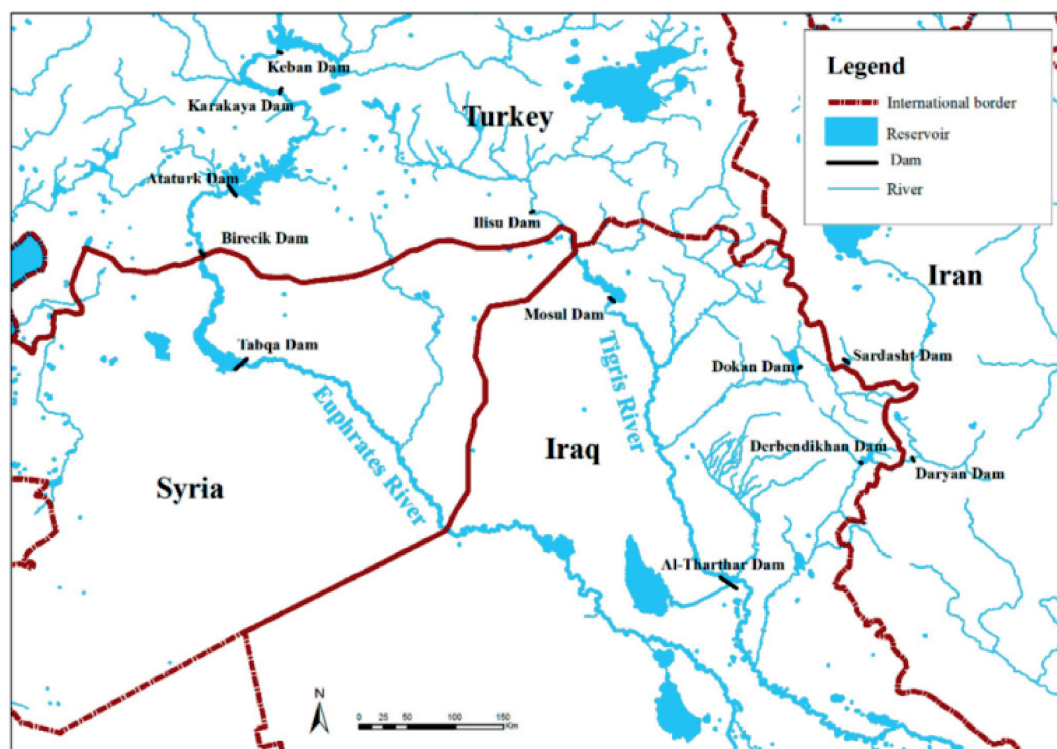 Keban Dam
Karakaya Dam
Turkey
Ataturk Dam
Ilisu Dam
Birecik Dam
Mosul Dam
Tabqa Dam
Tigris River
Euphrates River
Dokan Dam
Sardasht Dam
Iran
Iraq
Derbendikhan Dam
Daryan Dam
Syria
Al-Tharthar Dam
Legend
International border
Reservoir
Dam
River
N
0 25 50 100 150
Km